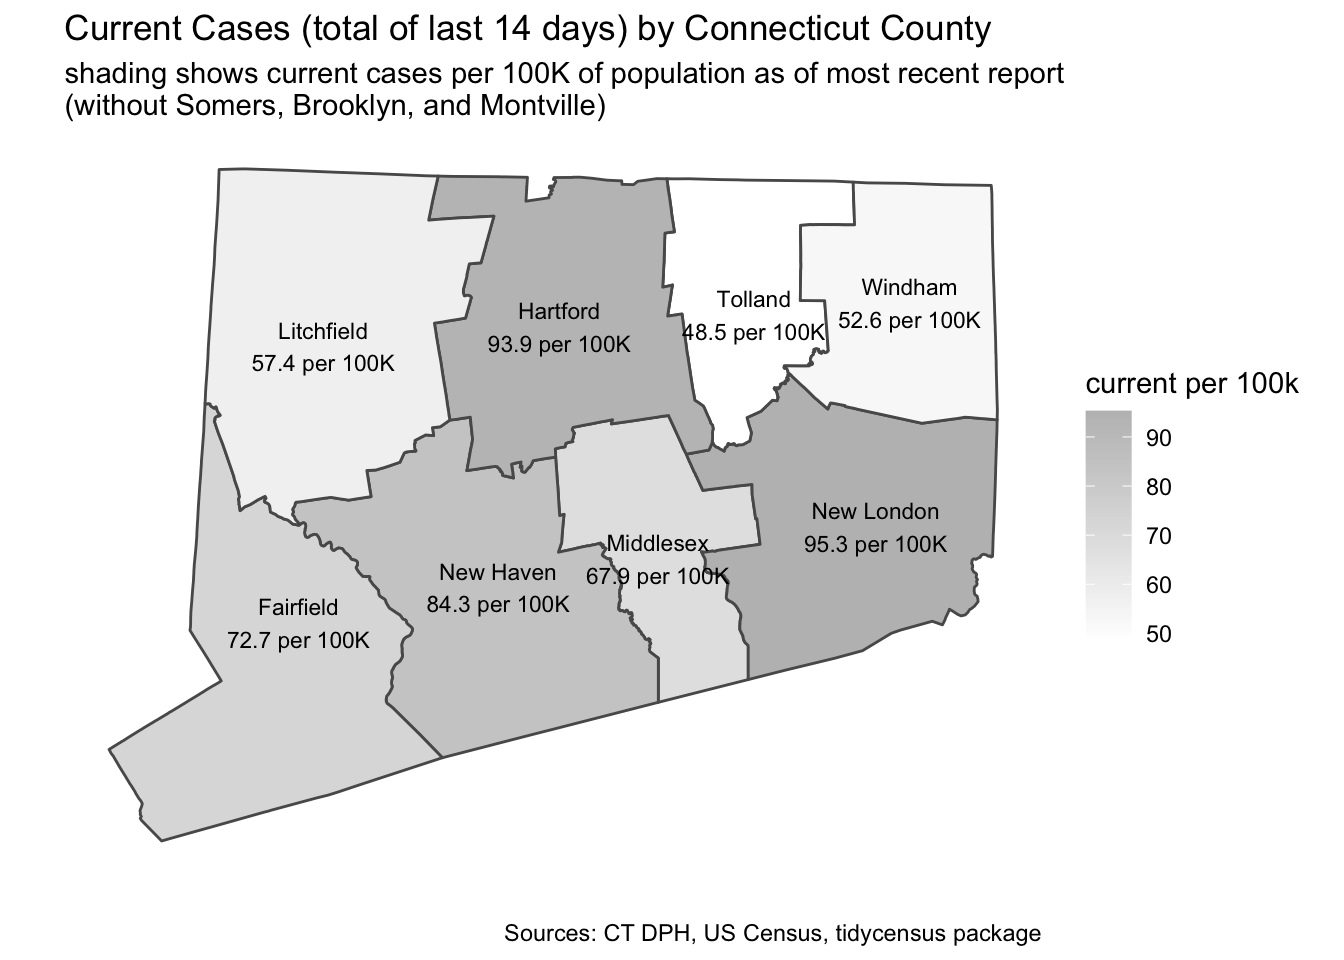 Current Cases (total of last 14 days) by Connecticut County
shading shows current cases per 100K of population as of most recent report
(without Somers, Brooklyn, and Montville)
Litchfield
57.4 per 100K
Hartford
93.9 per 100K
Tolland
48.5 per 100K
Windham
52.6 per 100K
New London
95.3 per 100K
Middlesex
67.9 per 100K
New Haven
84.3 per 100K
Fairfield
72.7 per 100K
current per 100k
90
80
70
60
50
Sources: CT DPH, US Census, tidycensus package